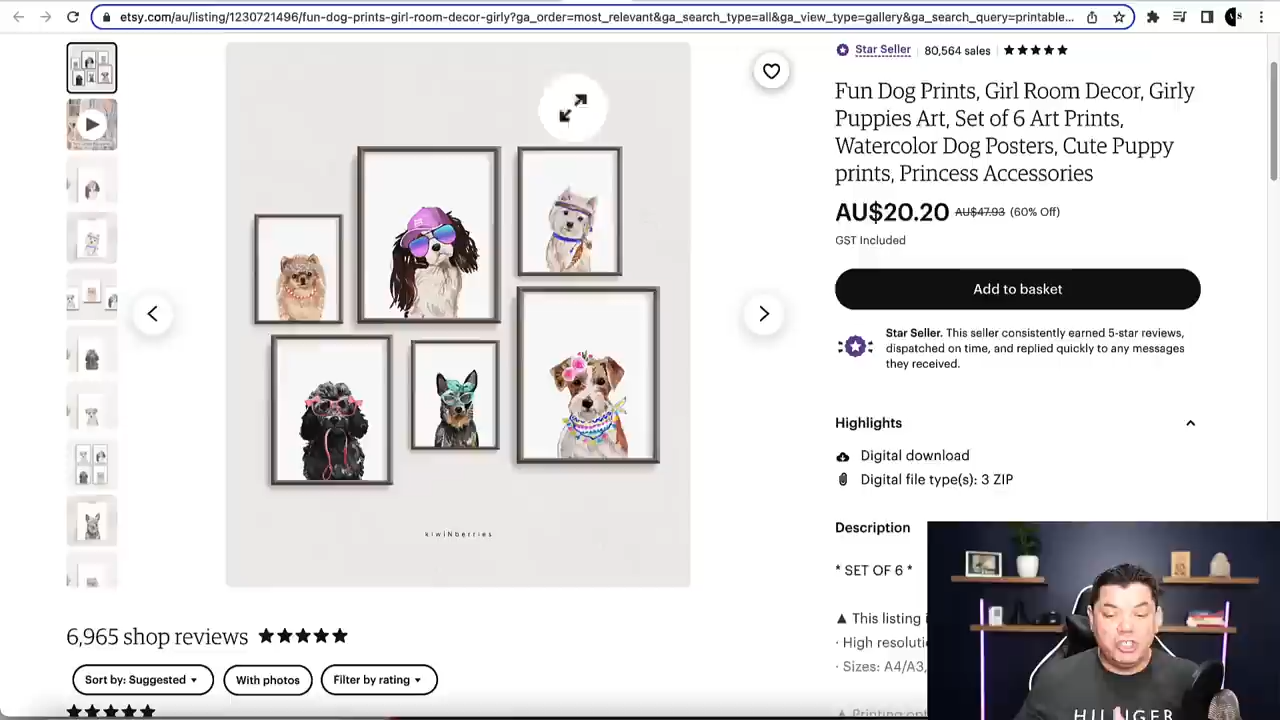 etsy.com/au/listing/1230721496/fun-dog-prints-girl-room-decor-girly?ga_order=most_relevant&ga_search_type=all&ga_view_type=gallery&ga_search_query=printable...
Star Seller 80,564 sales
Fun Dog Prints, Girl Room Decor, Girly
Puppies Art, Set of 6 Art Prints,
Watercolor Dog Posters, Cute Puppy
prints, Princess Accessories
AU$20.20 AU$47.93 (60% Off)
GST Included
Add to basket
Star Seller. This seller consistently earned 5-star reviews,
dispatched on time, and replied quickly to any messages
they received.
Highlights
Digital download
Digital file type(s): 3 ZIP
Description
* SET OF 6 *
▲ This listing i
· High resoluti
· Sizes: A4/A3,
kiwiNberries
6,965 shop reviews
Sort by: Suggested
With photos
Filter by rating
HILFIGER